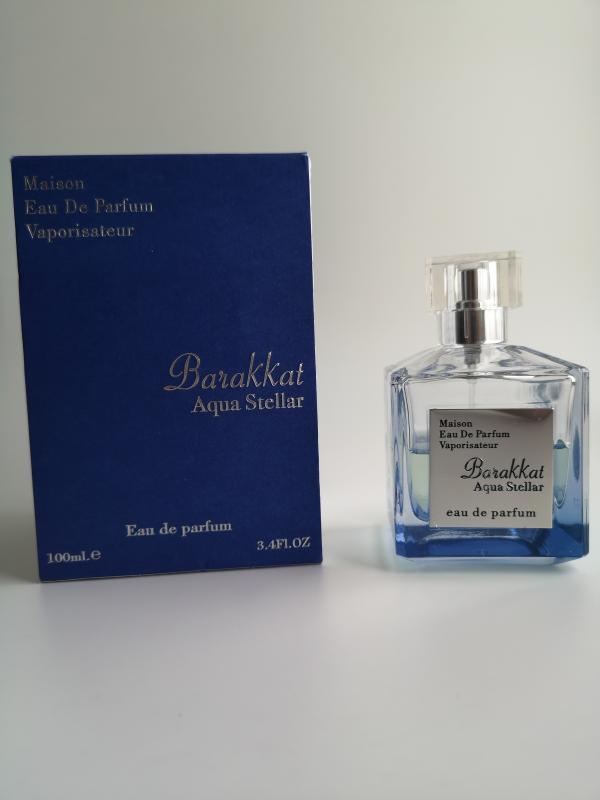 Maison
Eau De Parfum
Vaporisateur
Barakkat
Aqua Stellar
Eau de parfum
100ml.e
3.4Fl.OZ
Maison
Eau De Parfum
Vaporisateur
Barakkat
Aqua Stellar
eau de parfum